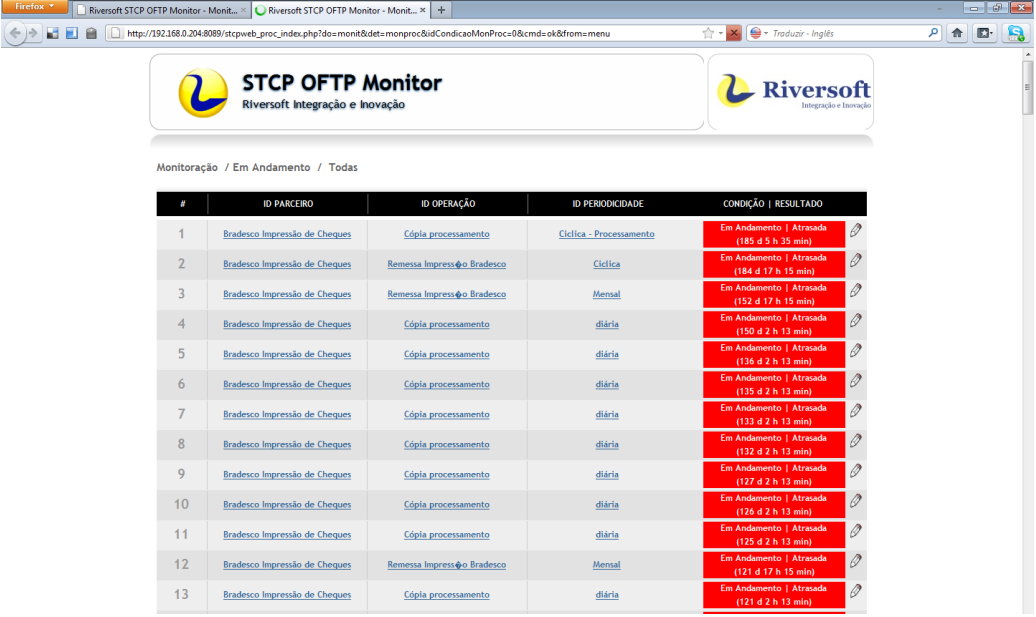 Firefox
Riversoft STCP OFTP Monitor - Monit... × Riversoft STCP OFTP Monitor - Monit... × +
http://192.168.0.204:8089/stcpweb_proc_index.php?do=monit&det=monproc&idCondicaoMonProc=0&cmd=ok&from=menu
Traduzir - Inglês
STCP OFTP Monitor
Riversoft Integração e Inovação
Riversoft
Integração e Inovação
Monitoração / Em Andamento / Todas
# ID PARCEIRO ID OPERAÇÃO ID PERIODICIDADE CONDIÇÃO | RESULTADO
1 Bradesco Impressão de Cheques Cópia processamento Cíclica - Processamento Em Andamento | Atrasada
(185 d 5 h 35 min)
2 Bradesco Impressão de Cheques Remessa Impress�o Bradesco Cíclica Em Andamento | Atrasada
(184 d 17 h 15 min)
3 Bradesco Impressão de Cheques Remessa Impress�o Bradesco Mensal Em Andamento | Atrasada
(152 d 17 h 15 min)
4 Bradesco Impressão de Cheques Cópia processamento diária Em Andamento | Atrasada
(150 d 2 h 13 min)
5 Bradesco Impressão de Cheques Cópia processamento diária Em Andamento | Atrasada
(136 d 2 h 13 min)
6 Bradesco Impressão de Cheques Cópia processamento diária Em Andamento | Atrasada
(135 d 2 h 13 min)
7 Bradesco Impressão de Cheques Cópia processamento diária Em Andamento | Atrasada
(133 d 2 h 13 min)
8 Bradesco Impressão de Cheques Cópia processamento diária Em Andamento | Atrasada
(132 d 2 h 13 min)
9 Bradesco Impressão de Cheques Cópia processamento diária Em Andamento | Atrasada
(127 d 2 h 13 min)
10 Bradesco Impressão de Cheques Cópia processamento diária Em Andamento | Atrasada
(126 d 2 h 13 min)
11 Bradesco Impressão de Cheques Cópia processamento diária Em Andamento | Atrasada
(125 d 2 h 13 min)
12 Bradesco Impressão de Cheques Remessa Impress�o Bradesco Mensal Em Andamento | Atrasada
(121 d 17 h 15 min)
13 Bradesco Impressão de Cheques Cópia processamento diária Em Andamento | Atrasada
(121 d 2 h 13 min)